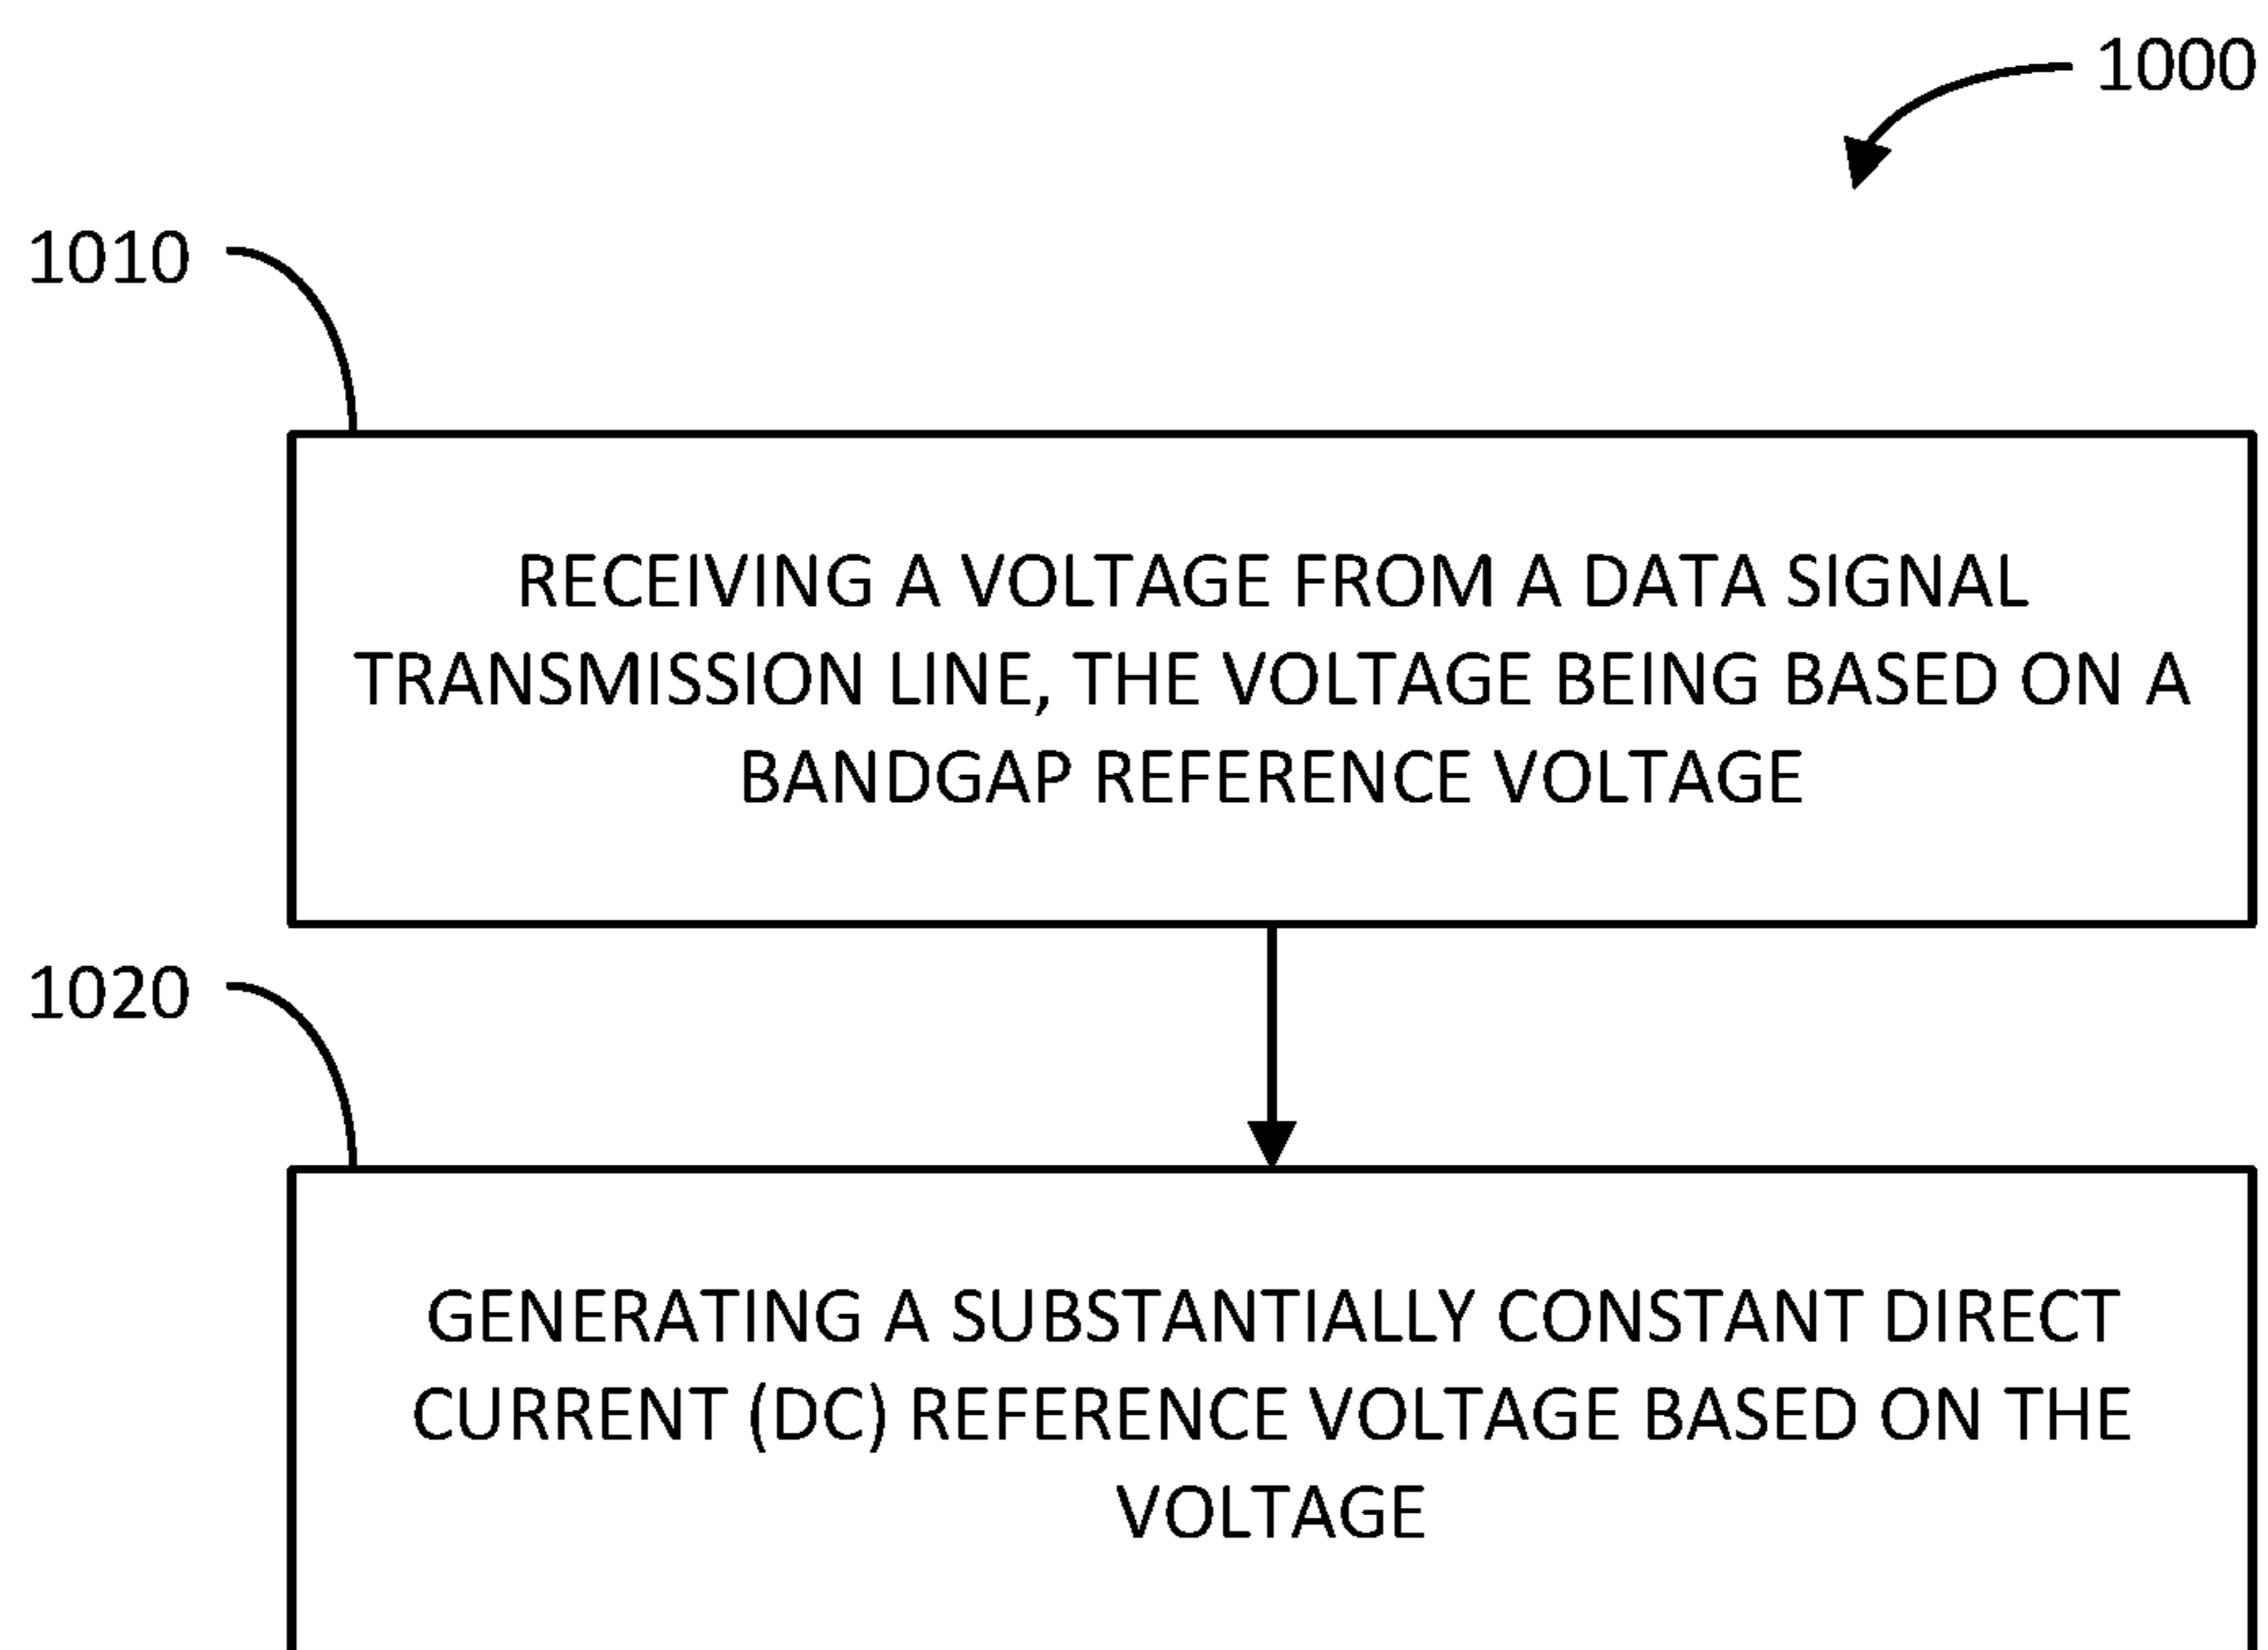 1000
1010
RECEIVING A VOLTAGE FROM A DATA SIGNAL
TRANSMISSION LINE, THE VOLTAGE BEING BASED ON A
BANDGAP REFERENCE VOLTAGE
1020
GENERATING A SUBSTANTIALLY CONSTANT DIRECT
CURRENT (DC) REFERENCE VOLTAGE BASED ON THE
VOLTAGE